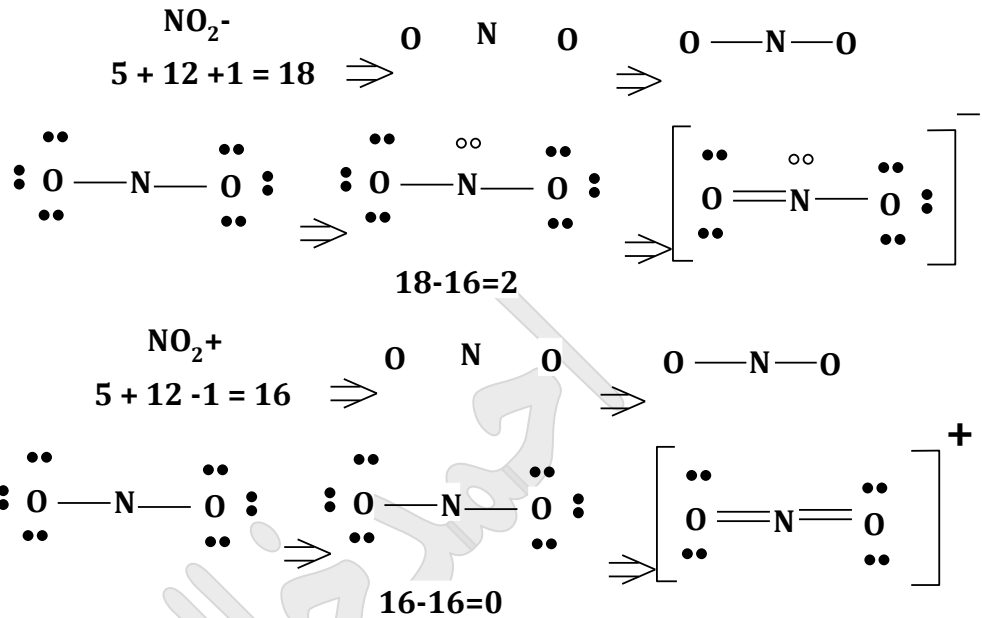 NO₂-
5 + 12 +1 = 18
O N O
O N O
O N O
O N O
O N O
18-16=2
NO₂+
5 + 12 -1 = 16
O N O
O N O
O N O
O N O
O N O
+
16-16=0